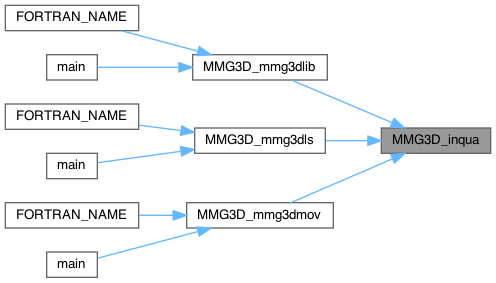 FORTRAN_NAME
main
MMG3D_mmg3dlib
FORTRAN_NAME
main
MMG3D_mmg3dls
MMG3D_inqua
FORTRAN_NAME
main
MMG3D_mmg3dmov